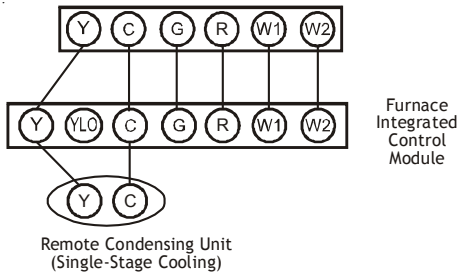 Y C G R W1 W2
Y YLO C G R W1 W2
Furnace
Integrated
Control
Module
Y C
Remote Condensing Unit
(Single-Stage Cooling)